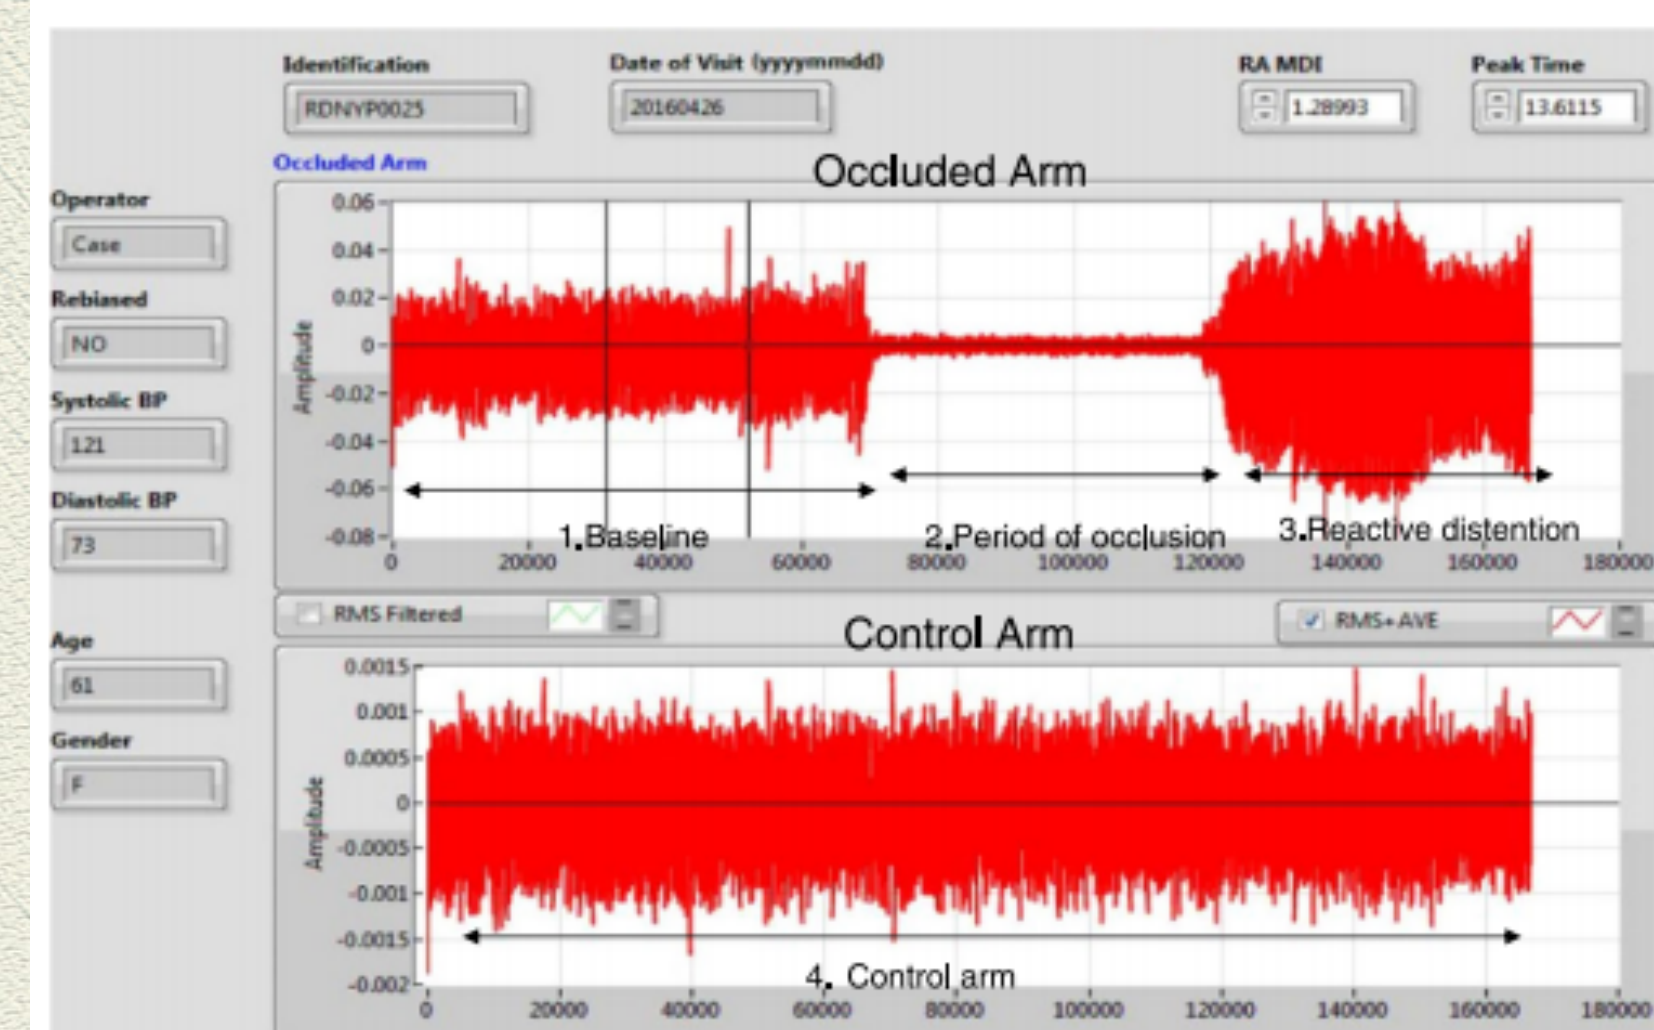 Identification
Date of Visit (yyyymmdd)
RA MDI
Peak Time
RDNYP0025
20160426
1.28993
13.6115
Occluded Arm
Occluded Arm
Operator
Case
Rebiased
NO
Systolic BP
121
Diastolic BP
73
Age
61
Gender
F
Amplitude
0.06
0.04
0.02
0
-0.02
-0.04
-0.06
-0.08
1.Baseline
2.Period of occlusion
3.Reactive distention
0 20000 40000 60000 80000 100000 120000 140000 160000 180000
RMS Filtered
Control Arm
RMS+AVE
Amplitude
0.0015
0.001
0.0005
0
-0.0005
-0.001
-0.0015
-0.002
4. Control arm
0 20000 40000 60000 80000 100000 120000 140000 160000 180000